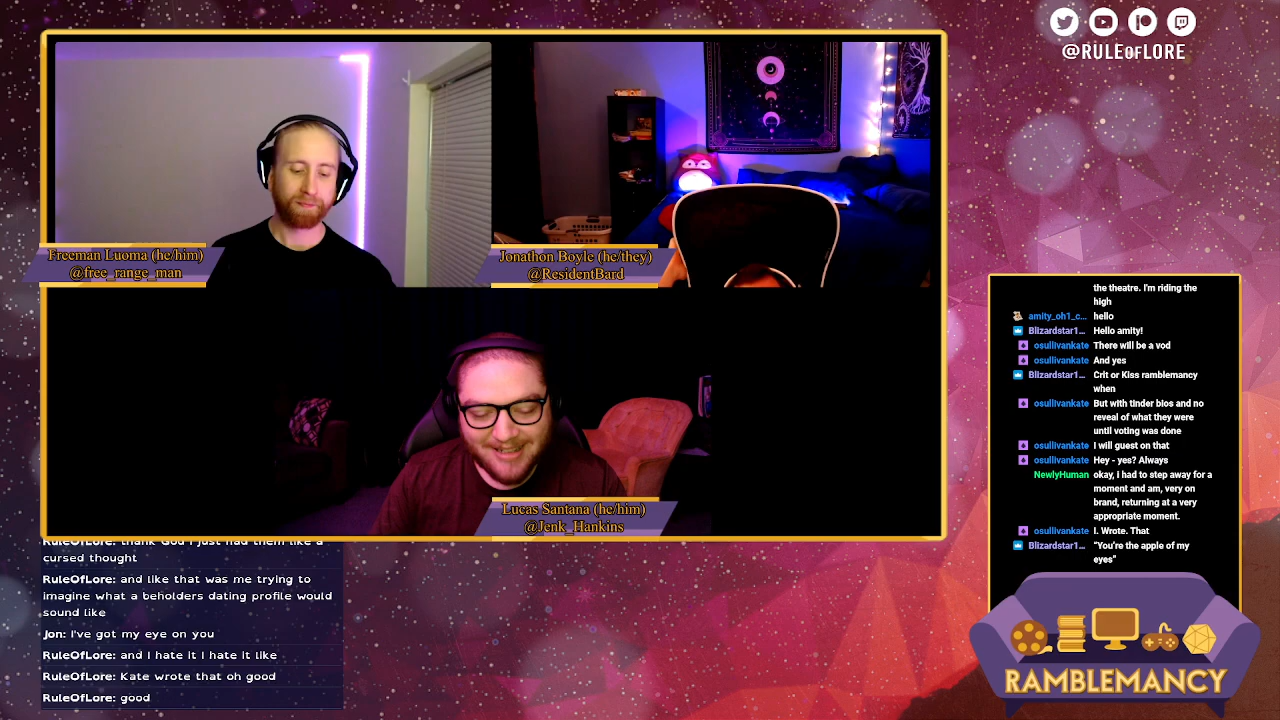 @RULEoFLORE
Freeman Luoma (he/him)
@free_range_man
Jonathon Boyle (he/they)
@ResidentBard
Lucas Santana (he/him)
@Jenk_Hankins
RuleOfLore: thank God I just had them like a
cursed thought
RuleOfLore: and like that was me trying to
imagine what a beholders dating profile would
sound like
Jon: I've got my eye on you
RuleOfLore: and I hate it I hate it like
RuleOfLore: Kate wrote that oh good
RuleOfLore: good
the theatre. I'm riding the
high
amity_oh1_c... hello
Blizardstar1... Hello amity!
osullivankate There will be a vod
osullivankate And yes
Blizardstar1... Crit or Kiss ramblemancy
when
osullivankate But with tinder bios and no
reveal of what they were
until voting was done
osullivankate I will guest on that
osullivankate Hey - yes? Always
NewlyHuman okay, i had to step away for a
moment and am, very on
brand, returning at a very
appropriate moment.
osullivankate I. Wrote. That
Blizardstar1... "You're the apple of my
eyes"
RAMBLEMANCY